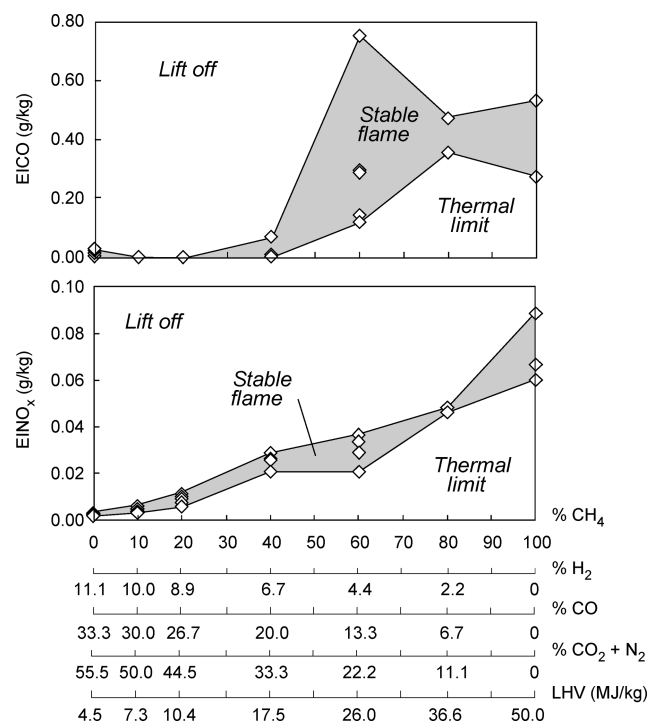 0.80
Lift off
0.60
Stable
flame
EICO (g/kg)
0.40
0.20
Thermal
limit
0.00
0.10
Lift off
0.08
Stable
flame
0.06
EINOx (g/kg)
0.04
Thermal
limit
0.02
0.00
% CH4
0 10 20 30 40 50 60 70 80 90 100
% H2
11.1 10.0 8.9 6.7 4.4 2.2 0
% CO
33.3 30.0 26.7 20.0 13.3 6.7 0
% CO2 + N2
55.5 50.0 44.5 33.3 22.2 11.1 0
LHV (MJ/kg)
4.5 7.3 10.4 17.5 26.0 36.6 50.0